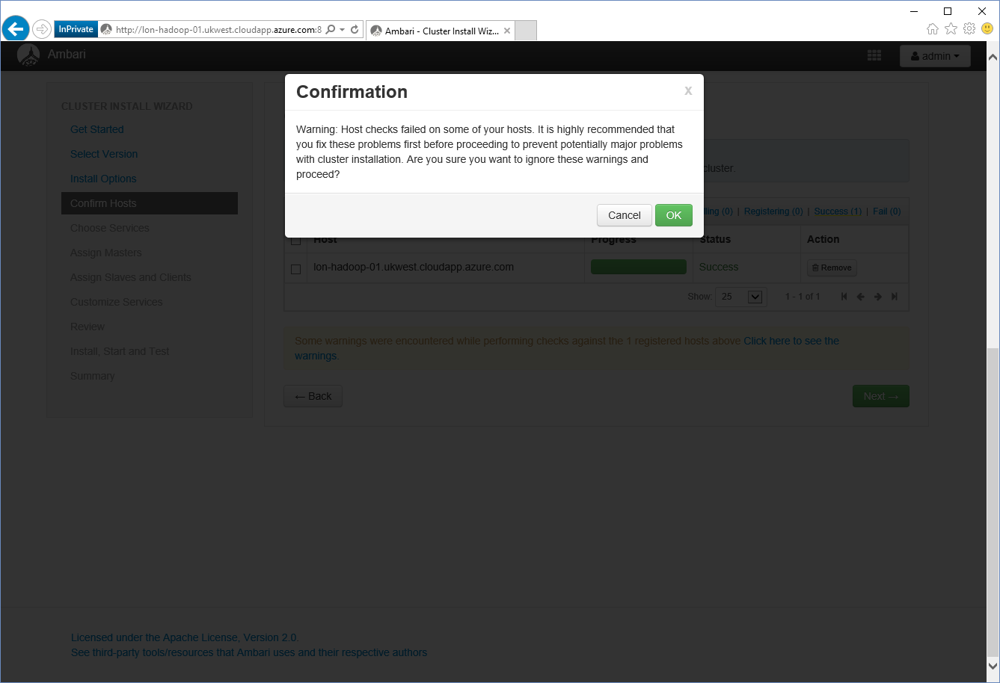 InPrivate
http://lon-hadoop-01.ukwest.cloudapp.azure.com:8
Ambari - Cluster Install Wiz...
Ambari
admin
Confirmation
x
Warning: Host checks failed on some of your hosts. It is highly recommended that
you fix these problems first before proceeding to prevent potentially major problems
with cluster installation. Are you sure you want to ignore these warnings and
proceed?
Cancel
OK
CLUSTER INSTALL WIZARD
Get Started
Select Version
Install Options
Confirm Hosts
Choose Services
Assign Masters
Assign Slaves and Clients
Customize Services
Review
Install, Start and Test
Summary
cluster.
(0) | Registering (0) | Success (1) | Fail (0)
Host Progress Status Action
lon-hadoop-01.ukwest.cloudapp.azure.com Success Remove
Show: 25 1 - 1 of 1
Some warnings were encountered while performing checks against the 1 registered hosts above Click here to see the
warnings.
← Back
Next →
Licensed under the Apache License, Version 2.0.
See third-party tools/resources that Ambari uses and their respective authors